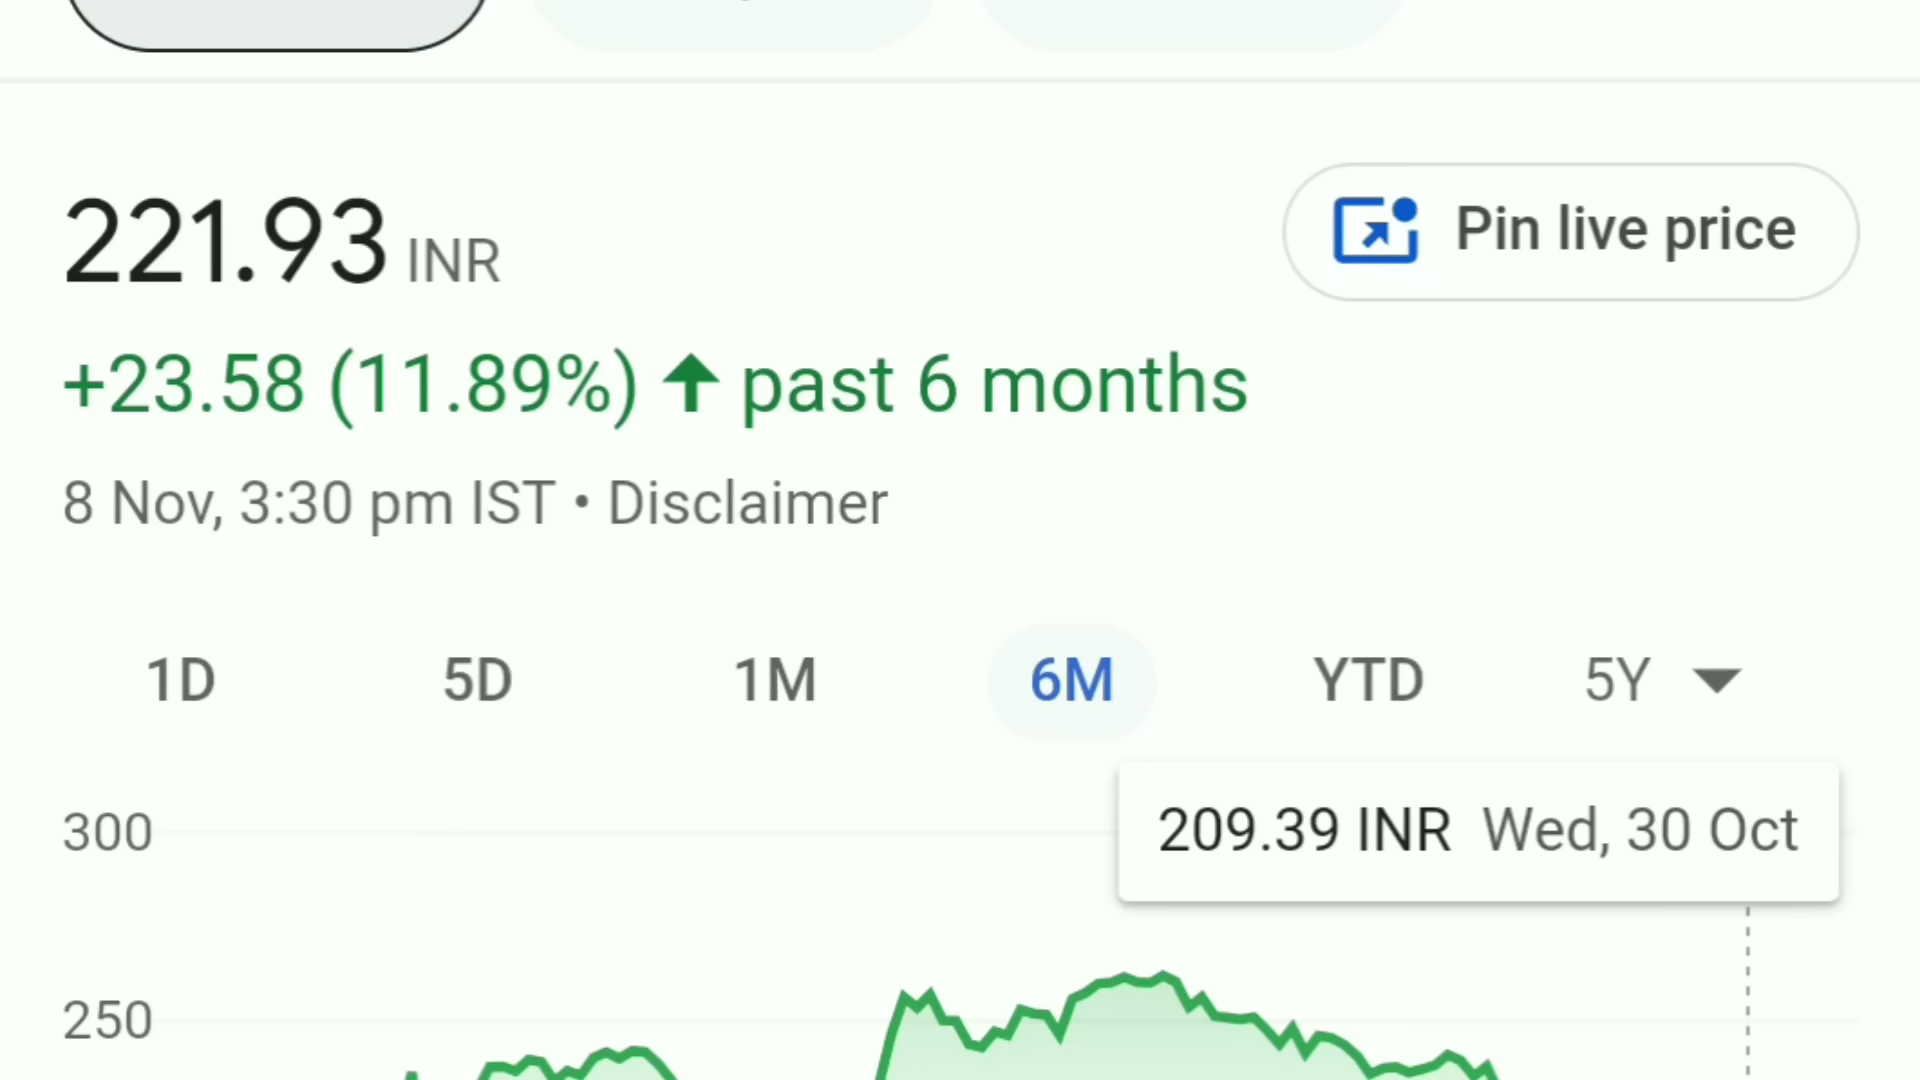 221.93 INR
Pin live price
+23.58 (11.89%) ↑ past 6 months
8 Nov, 3:30 pm IST • Disclaimer
1D 5D 1M 6M YTD 5Y
209.39 INR Wed, 30 Oct
300
250